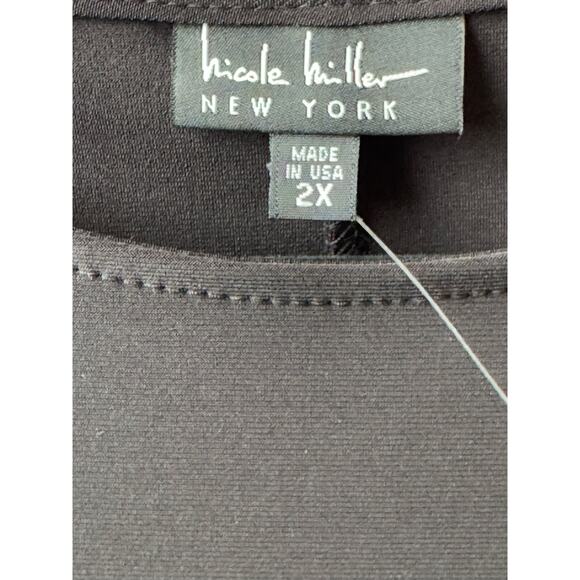 nicole miller
NEW YORK
MADE
IN USA
2X